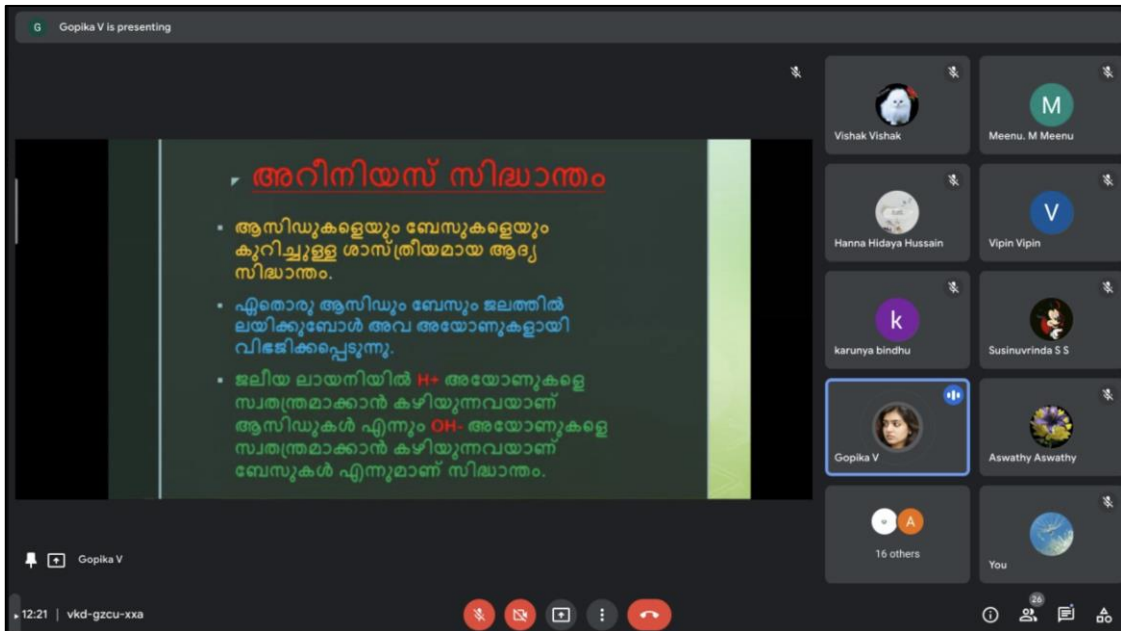 G Gopika V is presenting
അറീനിയസ് സിദ്ധാന്തം
ആസിഡുകളെയും ബേസുകളെയും
കുറിച്ചുള്ള ശാസ്ത്രീയമായ ആദ്യ
സിദ്ധാന്തം.
ഏതൊരു ആസിഡും ബേസും ജലത്തിൽ
ലയിക്കുബോൾ അവ അയോണുകളായി
വിഭജിക്കപ്പെടുന്നു.
ജലീയ ലായനിയിൽ H+ അയോണുകളെ
സ്വതന്ത്രമാക്കാൻ കഴിയുന്നവയാണ്
ആസിഡുകൾ എന്നും OH- അയോണുകളെ
സ്വതന്ത്രമാക്കാൻ കഴിയുന്നവയാണ്
ബേസുകൾ എന്നുമാണ് സിദ്ധാന്തം.
Gopika V
Vishak Vishak
M
Meenu. M Meenu
Hanna Hidaya Hussain
V
Vipin Vipin
k
karunya bindhu
Susinuvrinda S S
Gopika V
Aswathy Aswathy
A
16 others
You
12:21 | vkd-gzcu-xxa
26